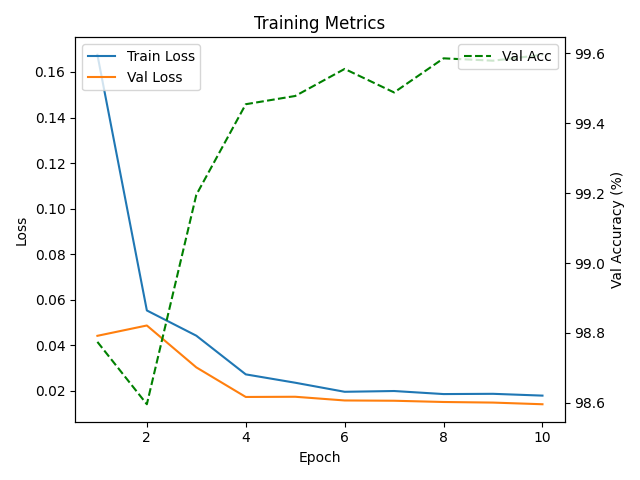 Training Metrics
Train Loss
Val Loss
Val Acc
0.16
0.14
0.12
0.10
0.08
0.06
0.04
0.02
Loss
99.6
99.4
99.2
99.0
98.8
98.6
Val Accuracy (%)
2 4 6 8 10
Epoch